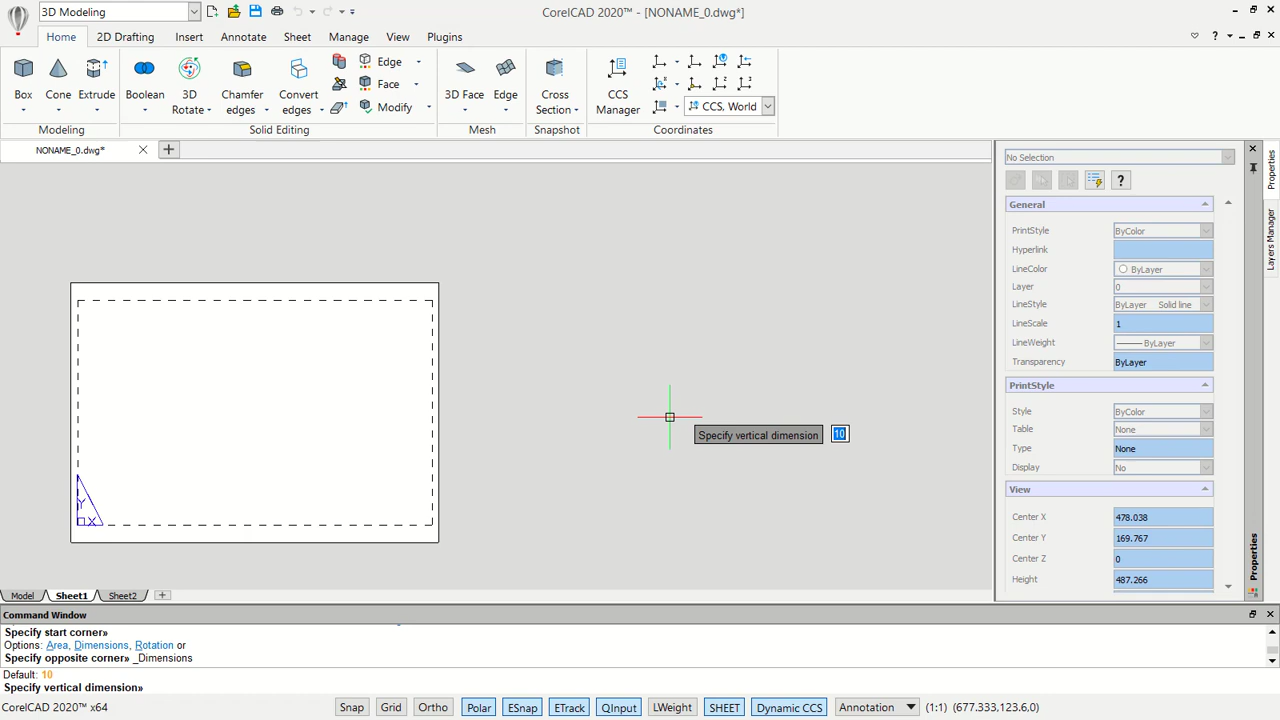 3D Modeling
CorelCAD 2020™ - [NONAME_0.dwg*]
Home 2D Drafting Insert Annotate Sheet Manage View Plugins
Box Cone Extrude
Modeling
Boolean 3D Rotate Chamfer edges Convert edges Edge Face Modify
Solid Editing
3D Face Edge
Mesh
Cross Section
Snapshot
CCS Manager
CCS, World
Coordinates
NONAME_0.dwg*
No Selection
General
PrintStyle ByColor
Hyperlink
LineColor ByLayer
Layer 0
LineStyle ByLayer Solid line
LineScale 1
LineWeight ByLayer
Transparency ByLayer
PrintStyle
Style ByColor
Table None
Type None
Display No
View
Center X 478.038
Center Y 169.767
Center Z 0
Height 487.266
Properties
Layers Manager
Properties
Specify vertical dimension 10
Y
X
Model Sheet1 Sheet2
Command Window
Specify start corner»
Options: Area, Dimensions, Rotation or
Specify opposite corner» _Dimensions
Default: 10
Specify vertical dimension»
CorelCAD 2020™ x64
Snap Grid Ortho Polar ESnap ETrack QInput LWeight SHEET Dynamic CCS Annotation (1:1) (677.333,123.6,0)